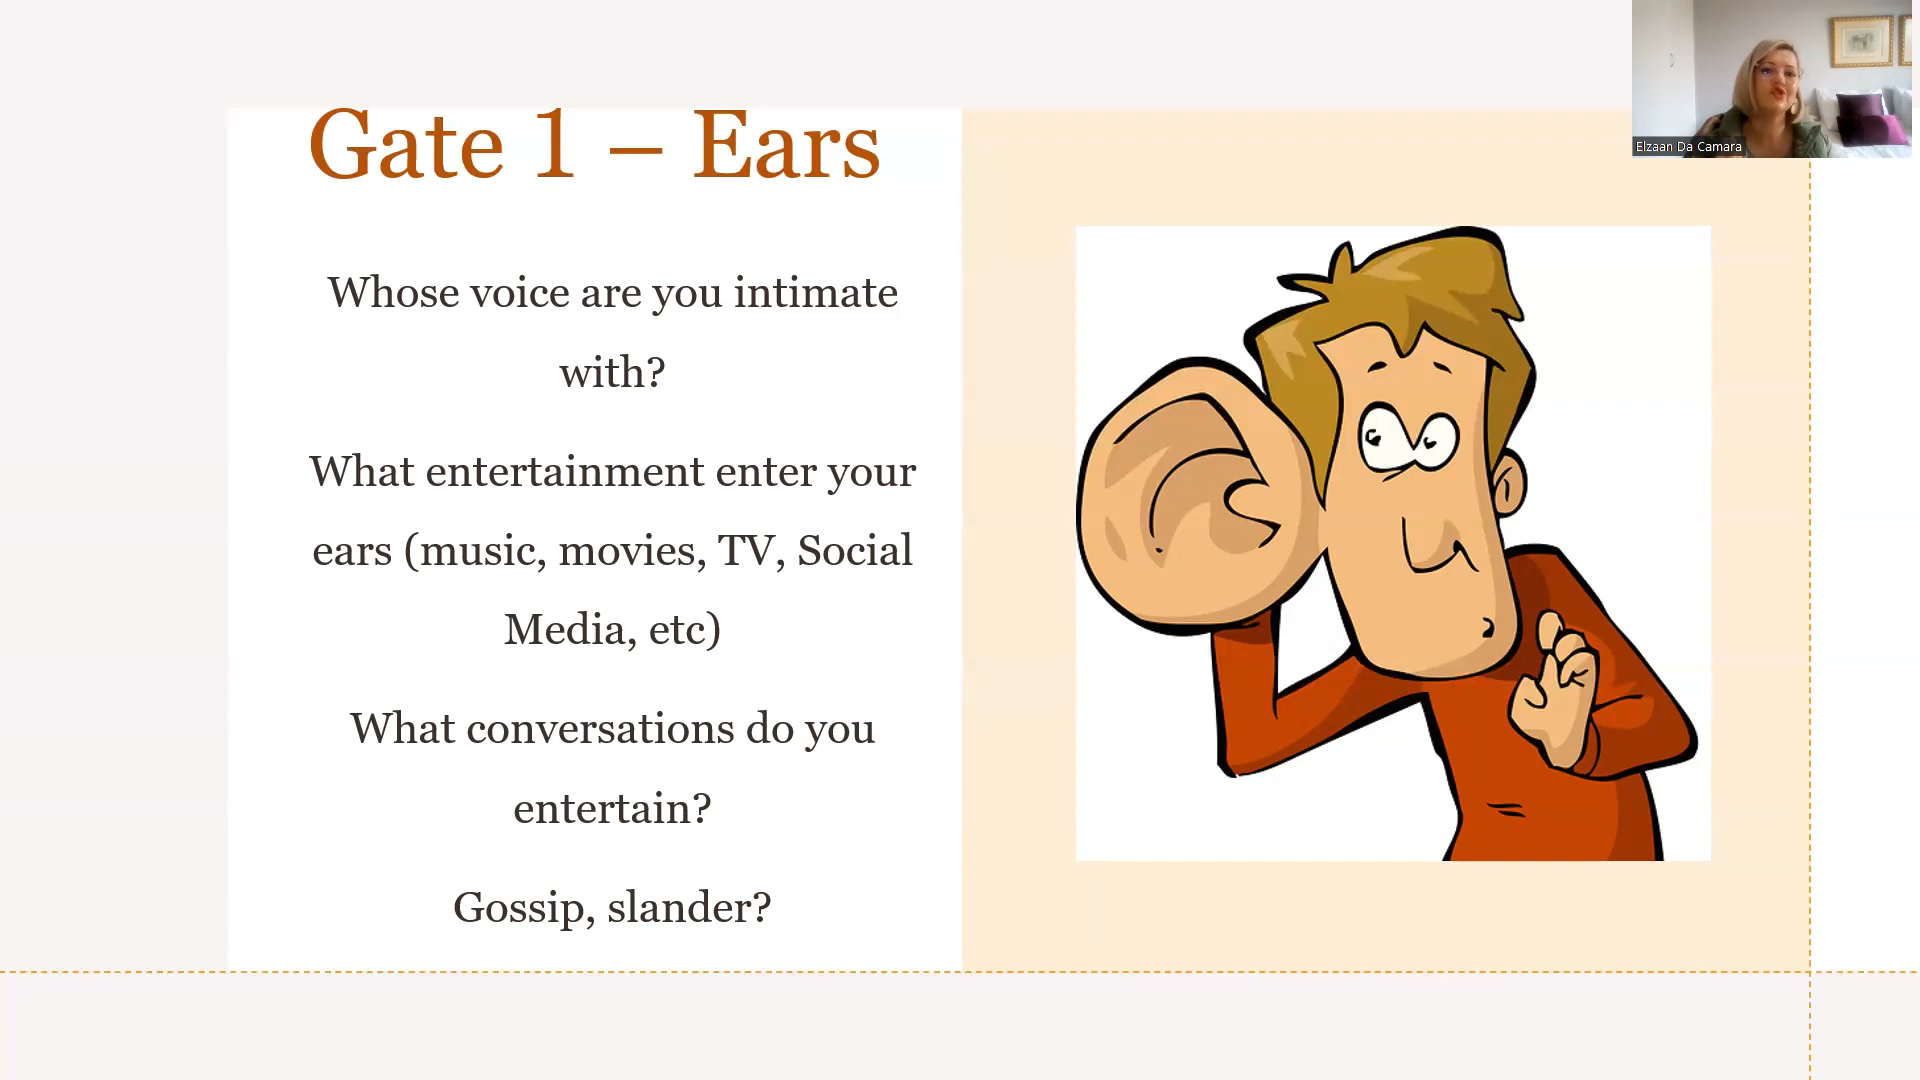 Gate 1 – Ears
Whose voice are you intimate
with?
What entertainment enter your
ears (music, movies, TV, Social
Media, etc)
What conversations do you
entertain?
Gossip, slander?
Elzaan Da Camara